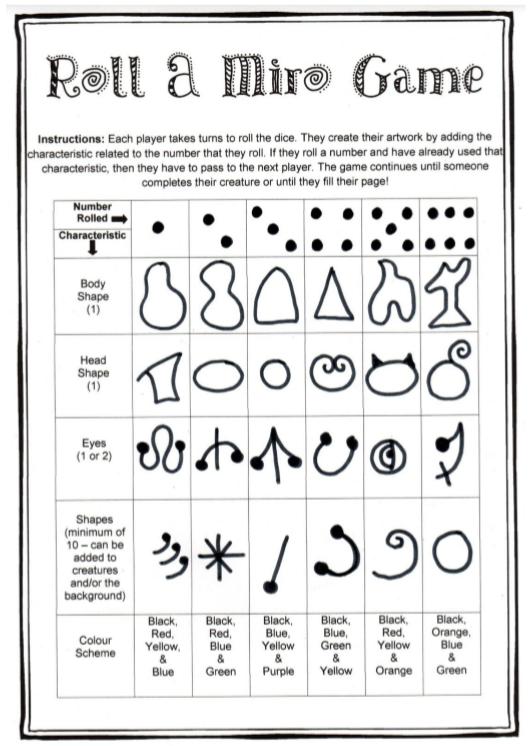 Roll a Miro Game
Instructions: Each player takes turns to roll the dice. They create their artwork by adding the
characteristic related to the number that they roll. If they roll a number and have already used that
characteristic, then they have to pass to the next player. The game continues until someone
completes their creature or until they fill their page!
Number
Rolled
Characteristic
Body
Shape
(1)
Head
Shape
(1)
Eyes
(1 or 2)
Shapes
(minimum of
10 – can be
added to
creatures
and/or the
background)
Colour
Scheme
Black,
Red,
Yellow,
&
Blue
Black,
Red,
Blue
&
Green
Black,
Blue,
Yellow
&
Purple
Black,
Blue,
Green
&
Yellow
Black,
Red,
Yellow
&
Orange
Black,
Orange,
Blue
&
Green